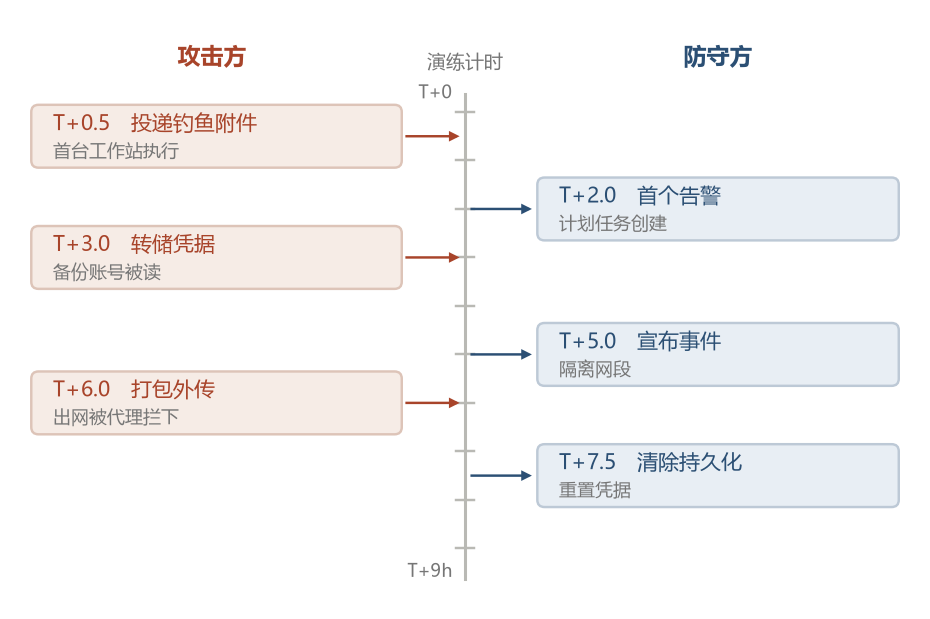 攻击方
演练计时
防守方
T+0
T+0.5 投递钓鱼附件
首台工作站执行
T+2.0 首个告警
计划任务创建
T+3.0 转储凭据
备份账号被读
T+5.0 宣布事件
隔离网段
T+6.0 打包外传
出网被代理拦下
T+7.5 清除持久化
重置凭据
T+9h